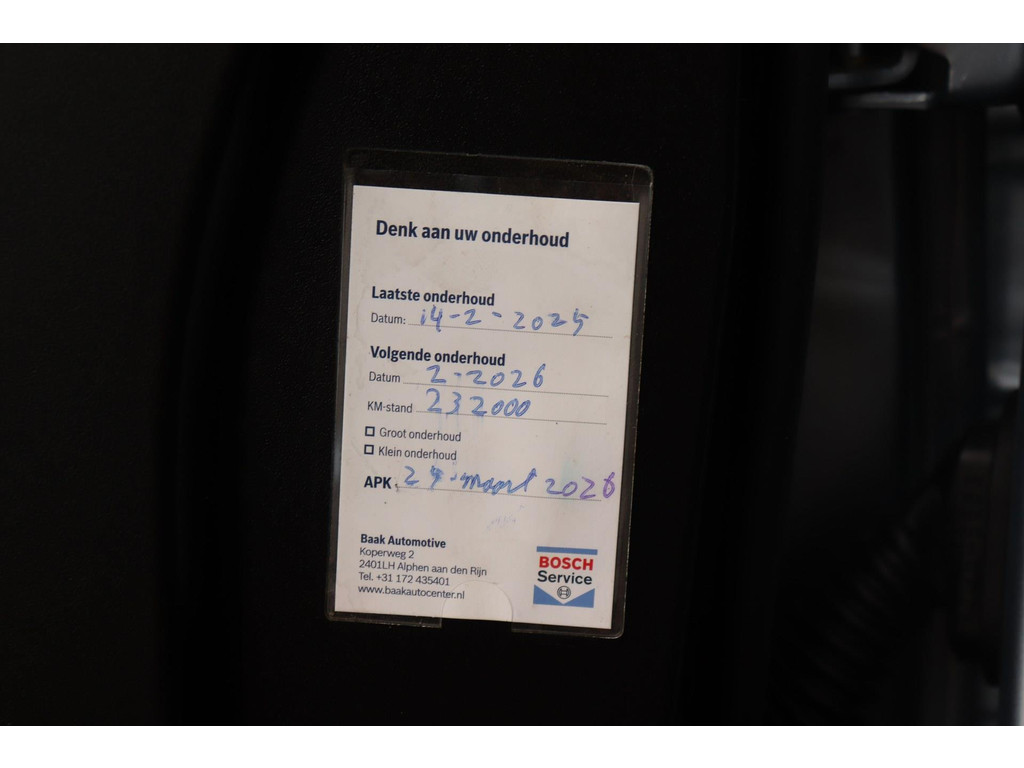 Denk aan uw onderhoud
Laatste onderhoud
Datum: 14-2-2025
Volgende onderhoud
Datum 2-2026
KM-stand 232000
Groot onderhoud
Klein onderhoud
APK maart 2026
Baak Automotive
Koperweg 2
2401LH Alphen aan den Rijn
Tel. +31 172 435401
www.baakautocenter.nl
BOSCH
Service